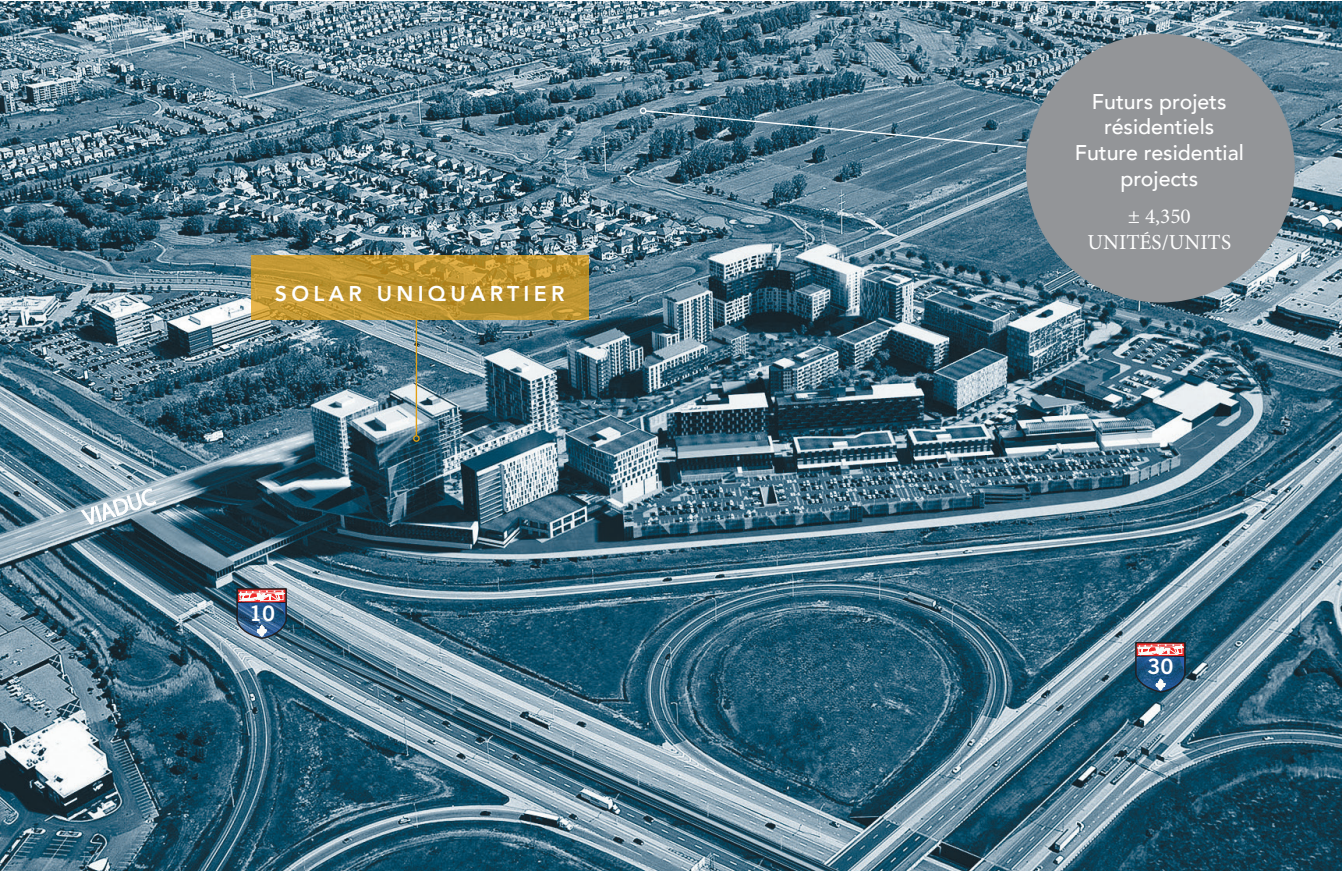 Futurs projets
résidentiels
Future residential
projects
± 4,350
UNITÉS/UNITS
SOLAR UNIQUARTIER
VIADUC
10
30